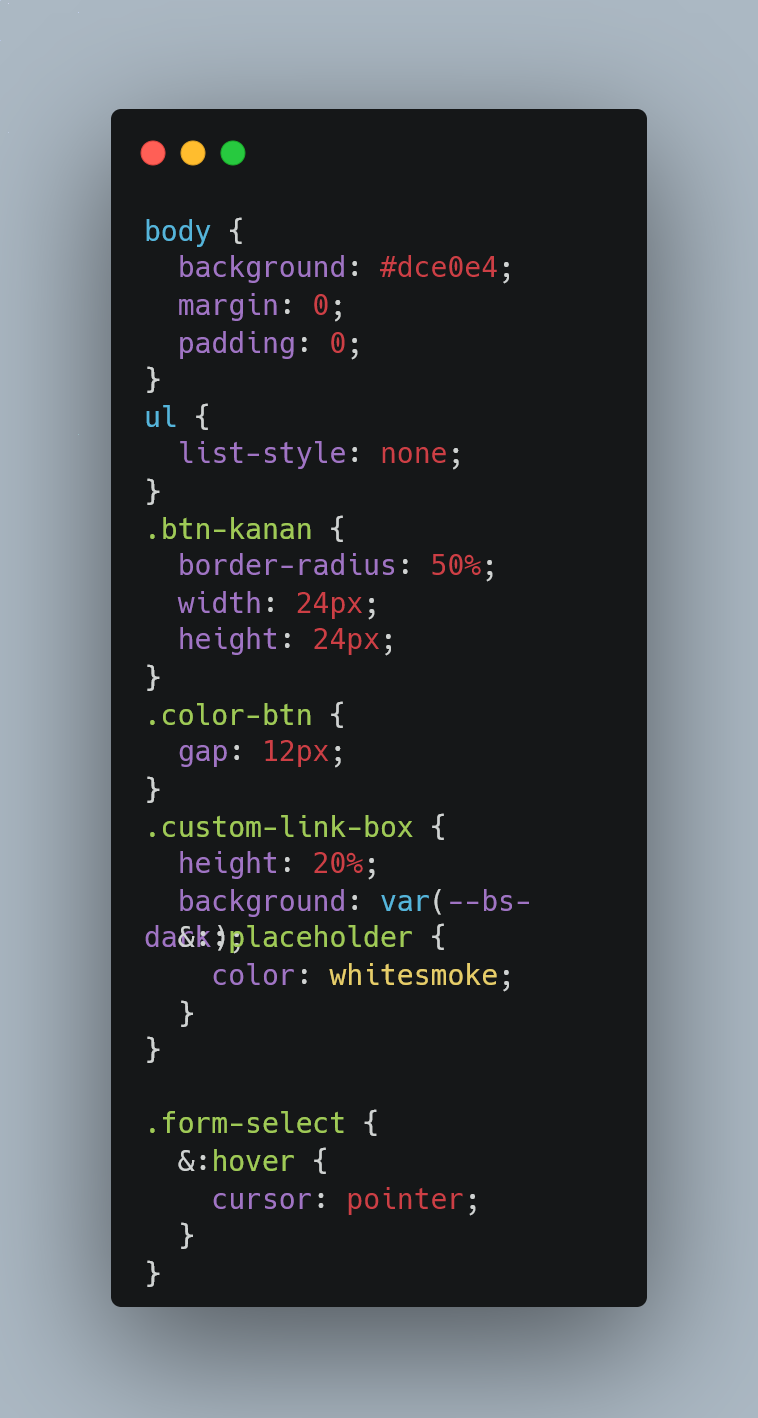 body {
  background: #dce0e4;
  margin: 0;
  padding: 0;
}
ul {
  list-style: none;
}
.btn-kanan {
  border-radius: 50%;
  width: 24px;
  height: 24px;
}
.color-btn {
  gap: 12px;
}
.custom-link-box {
  height: 20%;
  background: var(--bs-
dark);
  &::placeholder {
    color: whitesmoke;
  }
}

.form-select {
  &:hover {
    cursor: pointer;
  }
}